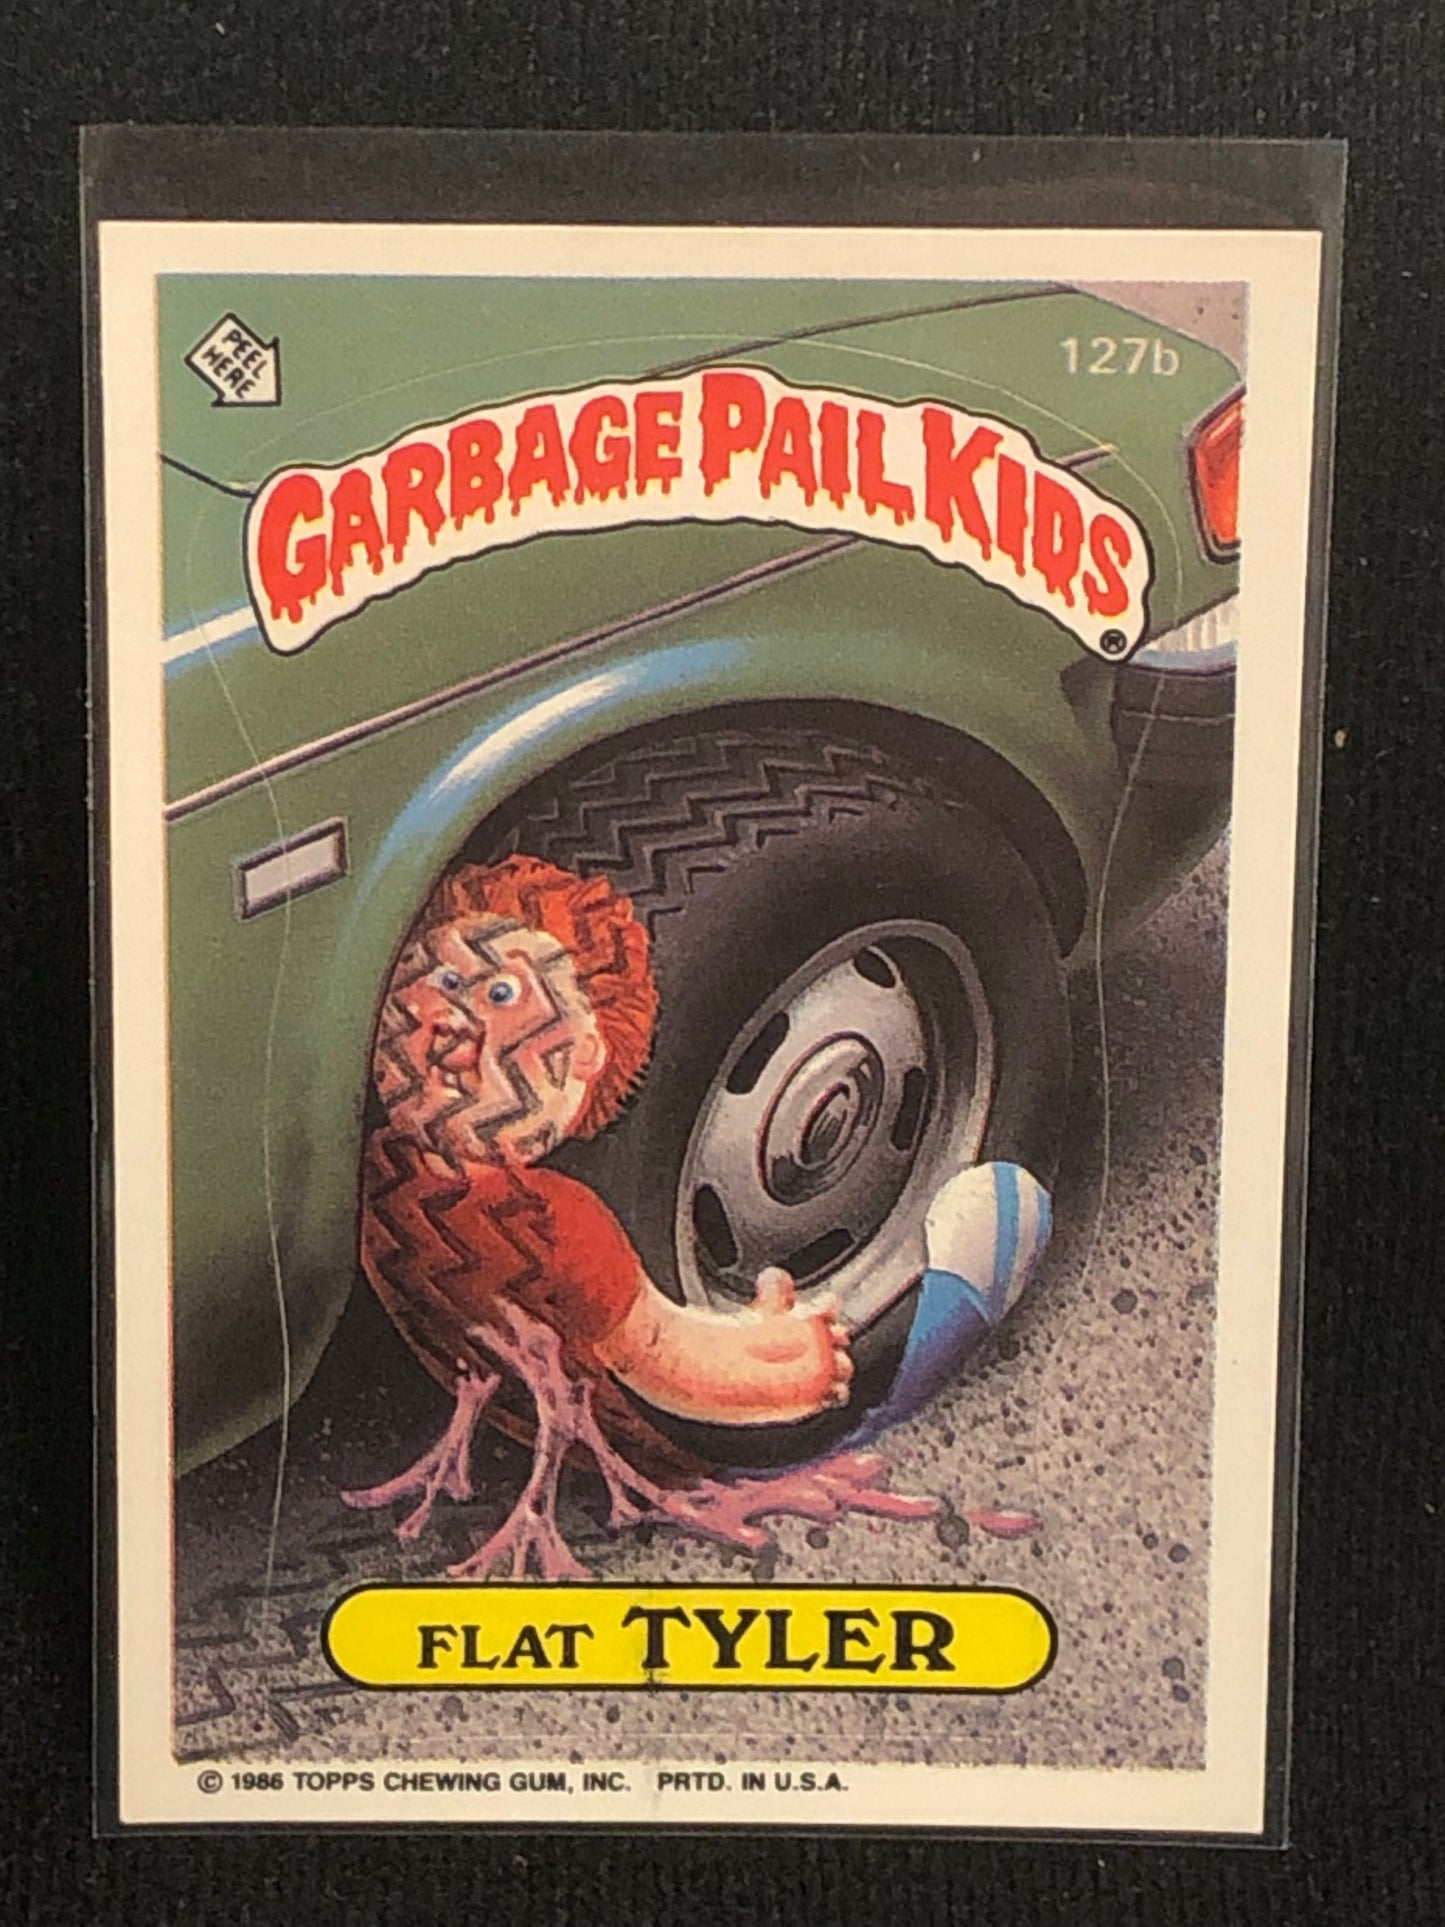 PEEL
HERE
127b
GARBAGE PAIL KIDS®
FLAT TYLER
© 1986 TOPPS CHEWING GUM, INC. PRTD. IN U.S.A.